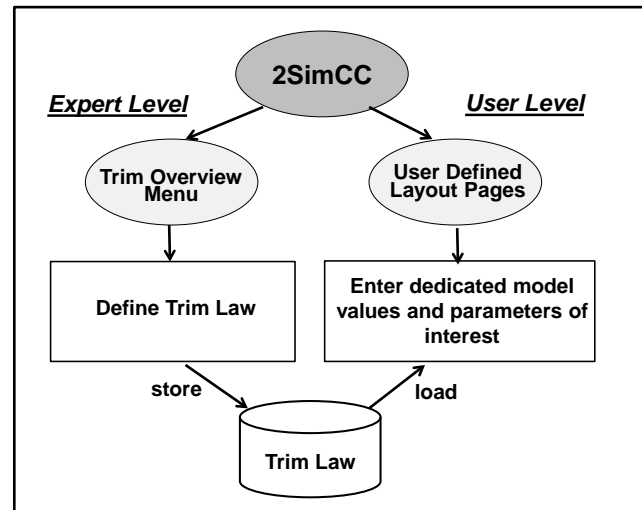 2SimCC
Expert Level
User Level
Trim Overview
Menu
User Defined
Layout Pages
Define Trim Law
Enter dedicated model
values and parameters of
interest
store
load
Trim Law